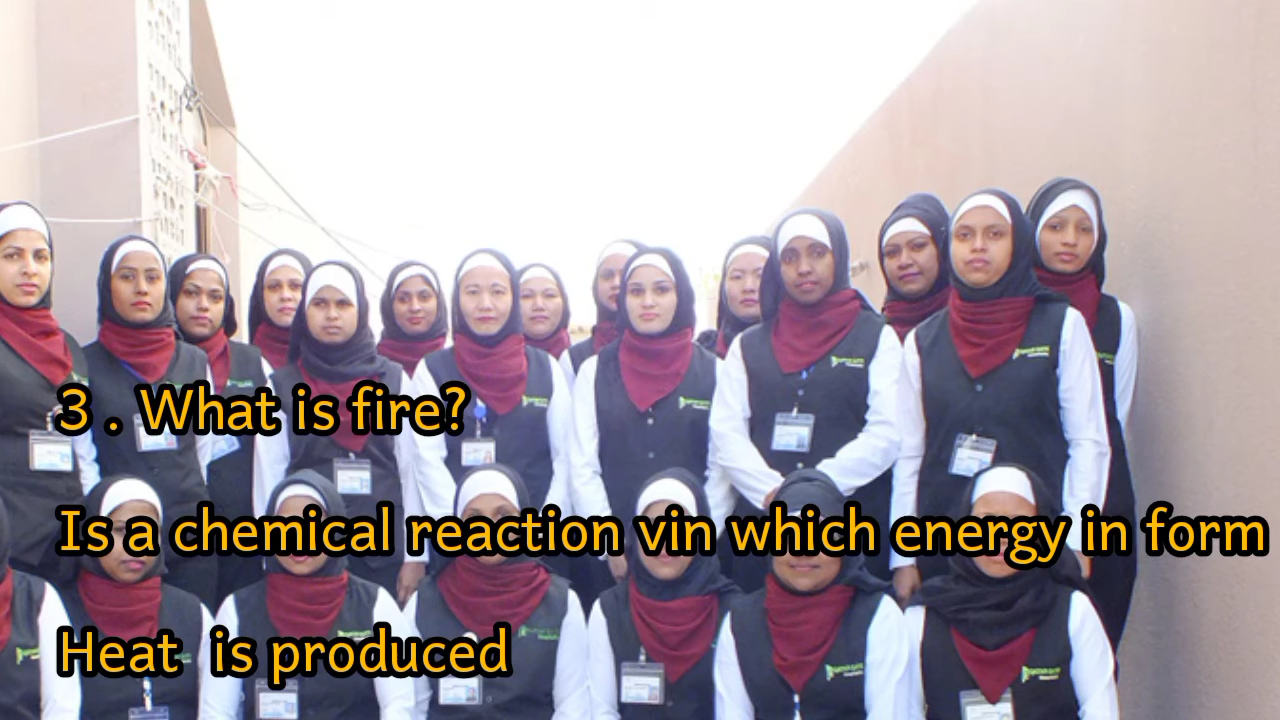 3 . What is fire?
Is a chemical reaction vin which energy in form
Heat is produced